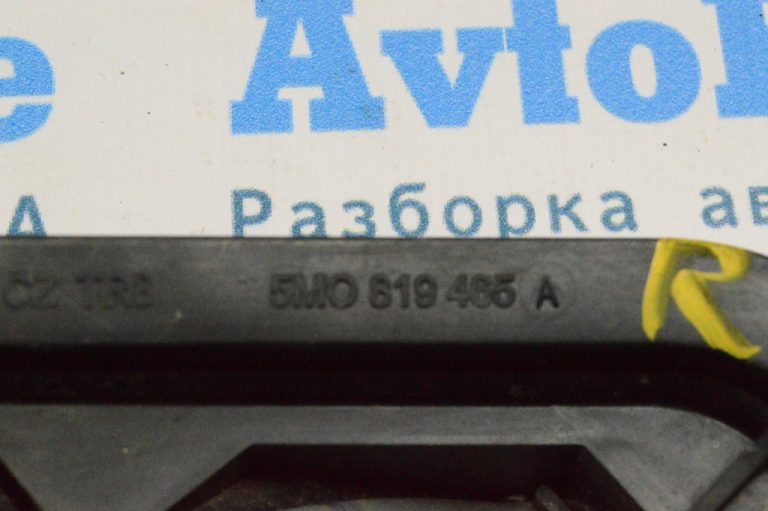 e Avto
А Разборка ав
5M0 819 465 A R